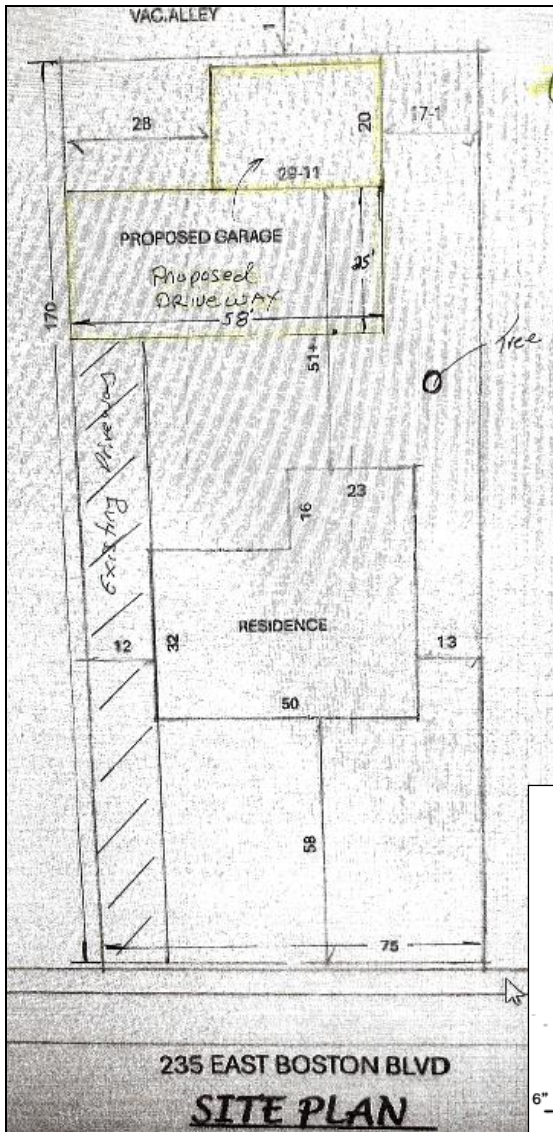 VAC.ALLEY
1
28
20
17-1
29-11
PROPOSED GARAGE
Proposed
DRIVEWAY
25'
58'
170
51+
Tree
Existing Driveway
23
16
RESIDENCE
12
32
13
50
58
75
235 EAST BOSTON BLVD
SITE PLAN
6"